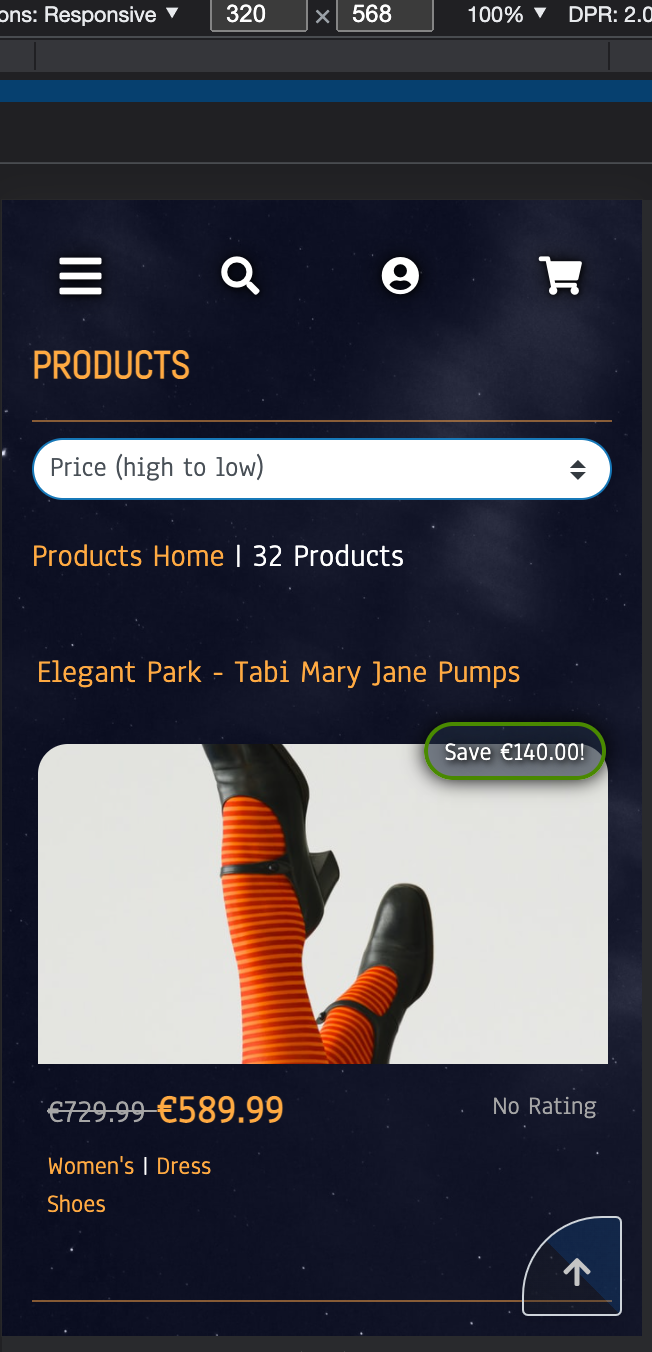 ons: Responsive ▼ 320 × 568 100% ▼ DPR: 2.0
PRODUCTS
Price (high to low)
Products Home | 32 Products
Elegant Park - Tabi Mary Jane Pumps
Save €140.00!
€729.99 €589.99 No Rating
Women's | Dress
Shoes